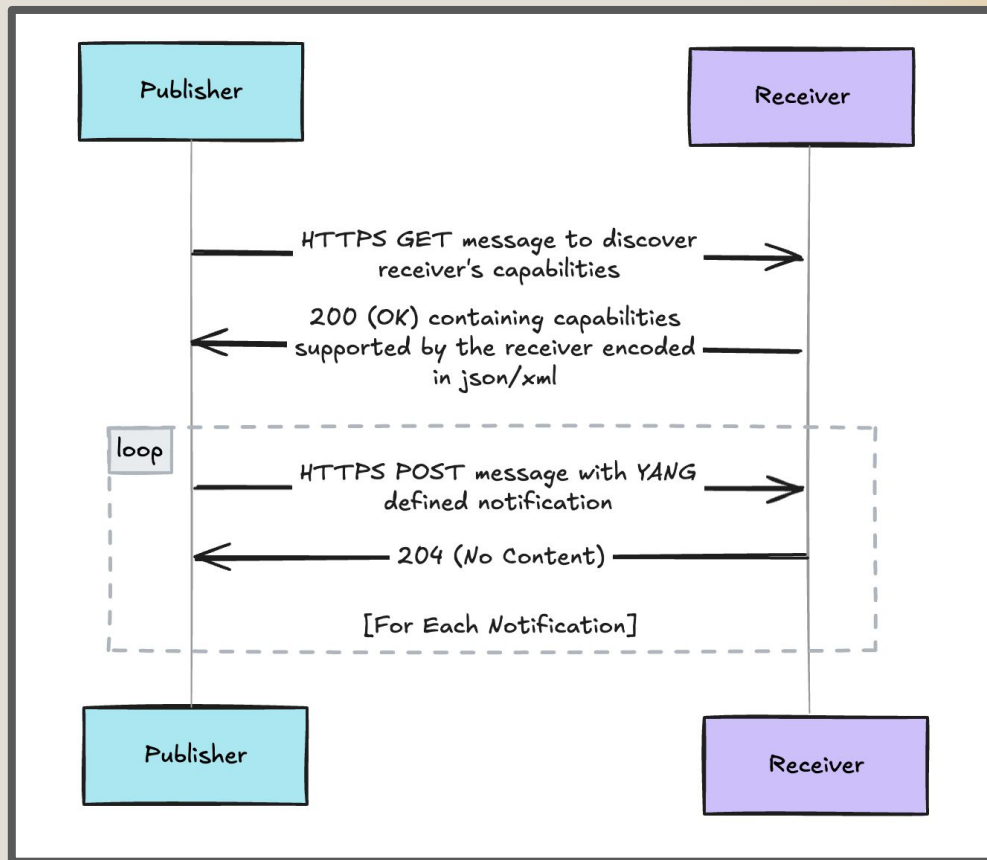 Publisher
Receiver
HTTPS GET message to discover
receiver's capabilities
200 (OK) containing capabilities
supported by the receiver encoded
in json/xml
loop
HTTPS POST message with YANG
defined notification
204 (No Content)
[For Each Notification]
Publisher
Receiver